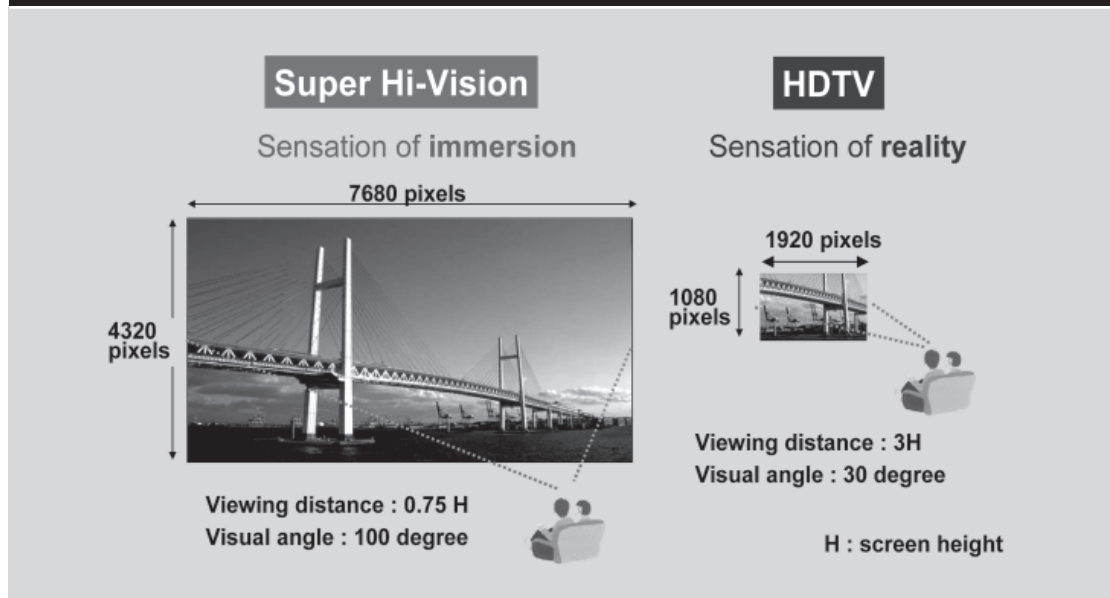 Super Hi-Vision
Sensation of immersion
7680 pixels
4320
pixels
Viewing distance : 0.75 H
Visual angle : 100 degree
HDTV
Sensation of reality
1920 pixels
1080
pixels
Viewing distance : 3H
Visual angle : 30 degree
H : screen height